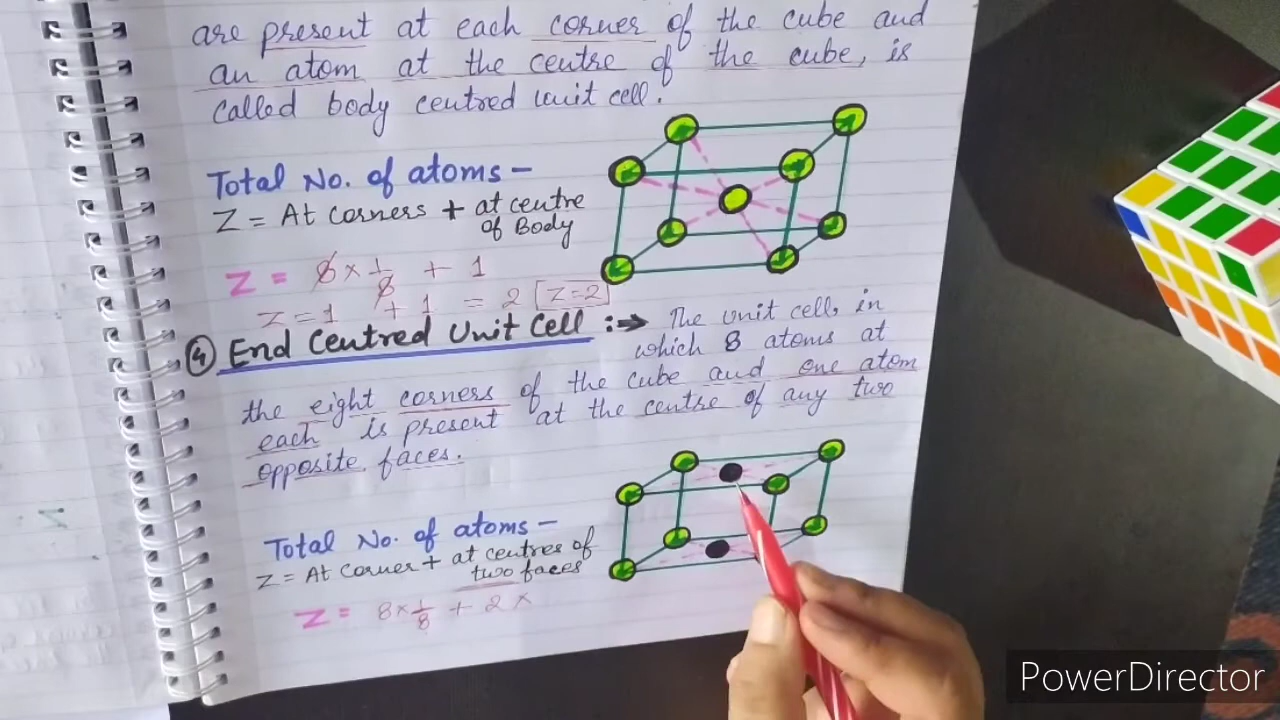 are present at each corner of the cube and
an atom at the centre of the cube, is
called body centred unit cell.
Total No. of atoms -
Z = At corners + at centre
of Body
Z = 8 × 1/8 + 1
Z = 1 + 1 = 2 Z=2
④ End Centred Unit Cell :→ The unit cell, in
which 8 atoms at
the eight corners of the cube and one atom
each is present at the centre of any two
opposite faces.
Total No. of atoms -
Z = At corner + at centres of
two faces
Z = 8 × 1/8 + 2 ×
PowerDirector